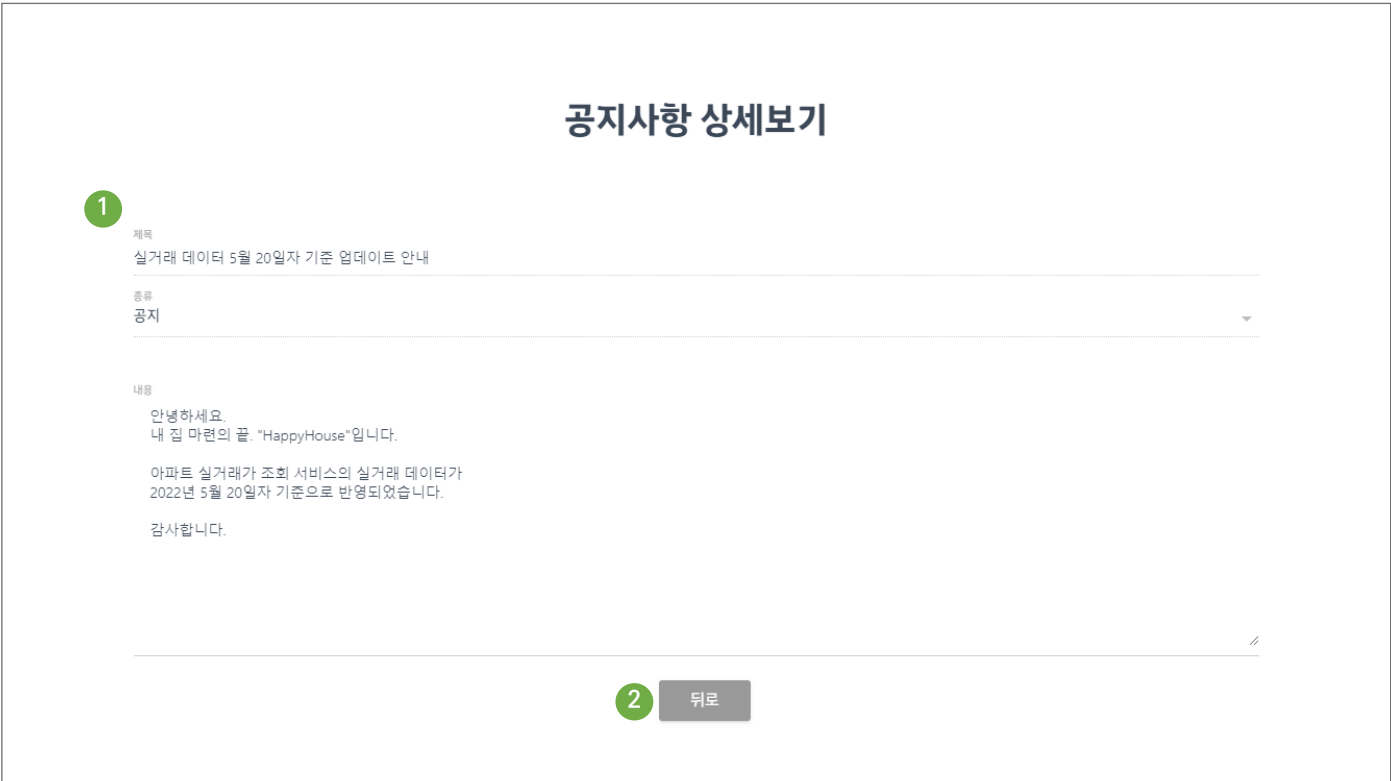 공지사항 상세보기
1
제목
실거래 데이터 5월 20일자 기준 업데이트 안내
종류
공지
내용
안녕하세요.
내 집 마련의 끝. "HappyHouse"입니다.
아파트 실거래가 조회 서비스의 실거래 데이터가
2022년 5월 20일자 기준으로 반영되었습니다.
감사합니다.
2 뒤로